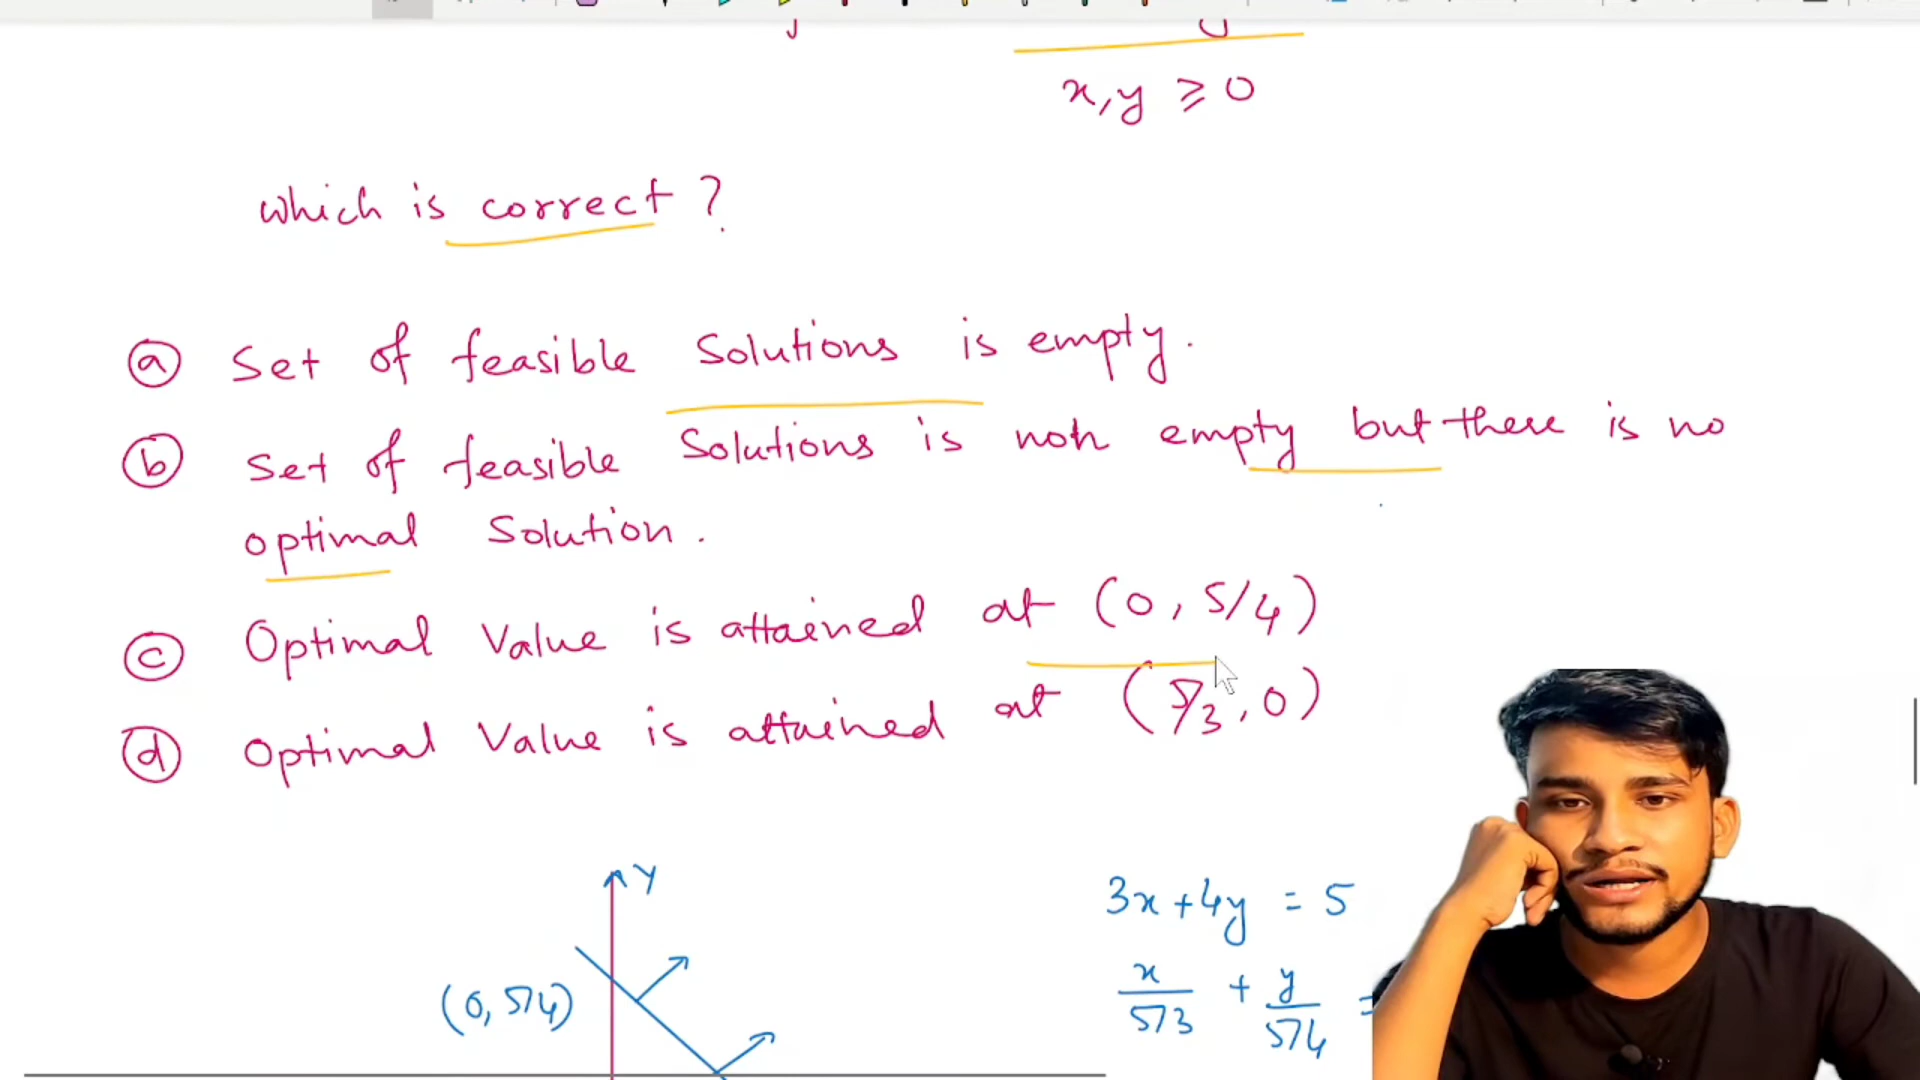 x, y ≥ 0
which is correct ?
(a) Set of feasible Solutions is empty.
(b) Set of feasible Solutions is noh empty but there is no
optimal Solution.
(c) Optimal Value is attained at (0, 5/4)
(d) Optimal Value is attained at (5/3, 0)
Y
3x + 4y = 5
(0, 5/4)
x/5/3 + y/5/4 =